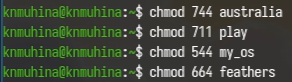 knmuhina@knmuhina:~$ chmod 744 australia
knmuhina@knmuhina:~$ chmod 711 play
knmuhina@knmuhina:~$ chmod 544 my_os
knmuhina@knmuhina:~$ chmod 664 feathers